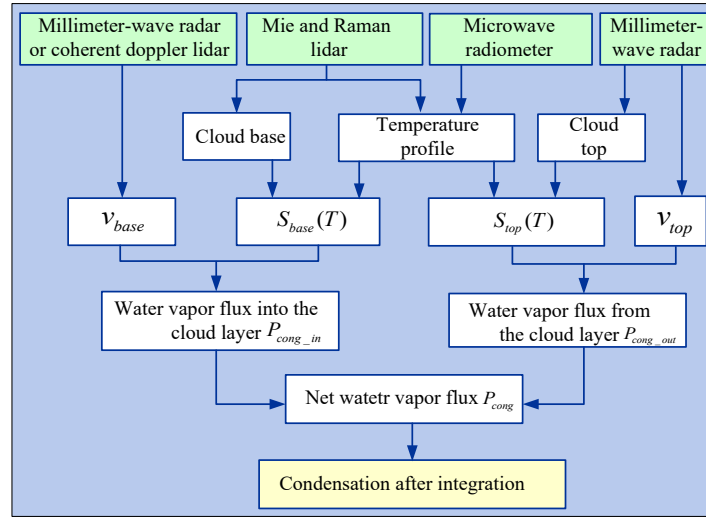 Millimeter-wave radar
or coherent doppler lidar
Mie and Raman
lidar
Microwave
radiometer
Millimeter-
wave radar
Cloud base
Temperature
profile
Cloud
top
v_base
S_base(T)
S_top(T)
v_top
Water vapor flux into the
cloud layer P_cong_in
Water vapor flux from
the cloud layer P_cong_out
Net watetr vapor flux P_cong
Condensation after integration